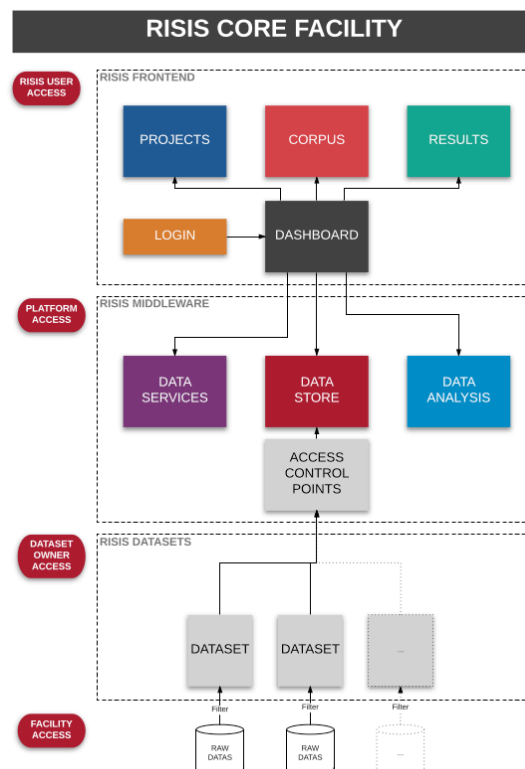 RISIS CORE FACILITY
RISIS USER
ACCESS
RISIS FRONTEND
PROJECTS
CORPUS
RESULTS
LOGIN
DASHBOARD
PLATFORM
ACCESS
RISIS MIDDLEWARE
DATA
SERVICES
DATA
STORE
DATA
ANALYSIS
ACCESS
CONTROL
POINTS
DATASET
OWNER
ACCESS
RISIS DATASETS
DATASET
DATASET
...
Filter
Filter
Filter
FACILITY
ACCESS
RAW
DATAS
RAW
DATAS
...